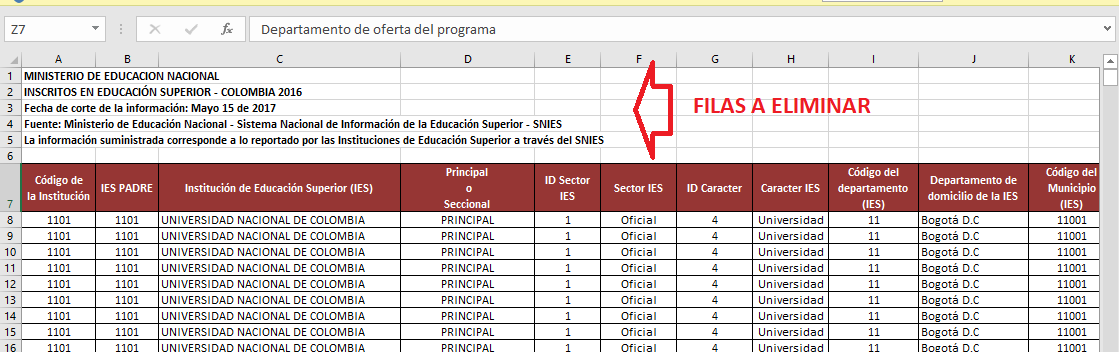 Z7 fx Departamento de oferta del programa
A B C D E F G H I J K
1 MINISTERIO DE EDUCACION NACIONAL
2 INSCRITOS EN EDUCACIÓN SUPERIOR - COLOMBIA 2016
3 Fecha de corte de la información: Mayo 15 de 2017
FILAS A ELIMINAR
4 Fuente: Ministerio de Educación Nacional - Sistema Nacional de Información de la Educación Superior - SNIES
5 La información suministrada corresponde a lo reportado por las Instituciones de Educación Superior a través del SNIES
6
7
Código de
la Institución
IES PADRE
Institución de Educación Superior (IES)
Principal
o
Seccional
ID Sector
IES
Sector IES
ID Caracter
Caracter IES
Código del
departamento
(IES)
Departamento de
domicilio de la IES
Código del
Municipio
(IES)
8 1101 1101 UNIVERSIDAD NACIONAL DE COLOMBIA PRINCIPAL 1 Oficial 4 Universidad 11 Bogotá D.C 11001
9 1101 1101 UNIVERSIDAD NACIONAL DE COLOMBIA PRINCIPAL 1 Oficial 4 Universidad 11 Bogotá D.C 11001
10 1101 1101 UNIVERSIDAD NACIONAL DE COLOMBIA PRINCIPAL 1 Oficial 4 Universidad 11 Bogotá D.C 11001
11 1101 1101 UNIVERSIDAD NACIONAL DE COLOMBIA PRINCIPAL 1 Oficial 4 Universidad 11 Bogotá D.C 11001
12 1101 1101 UNIVERSIDAD NACIONAL DE COLOMBIA PRINCIPAL 1 Oficial 4 Universidad 11 Bogotá D.C 11001
13 1101 1101 UNIVERSIDAD NACIONAL DE COLOMBIA PRINCIPAL 1 Oficial 4 Universidad 11 Bogotá D.C 11001
14 1101 1101 UNIVERSIDAD NACIONAL DE COLOMBIA PRINCIPAL 1 Oficial 4 Universidad 11 Bogotá D.C 11001
15 1101 1101 UNIVERSIDAD NACIONAL DE COLOMBIA PRINCIPAL 1 Oficial 4 Universidad 11 Bogotá D.C 11001
16 1101 1101 UNIVERSIDAD NACIONAL DE COLOMBIA PRINCIPAL 1 Oficial 4 Universidad 11 Bogotá D.C 11001